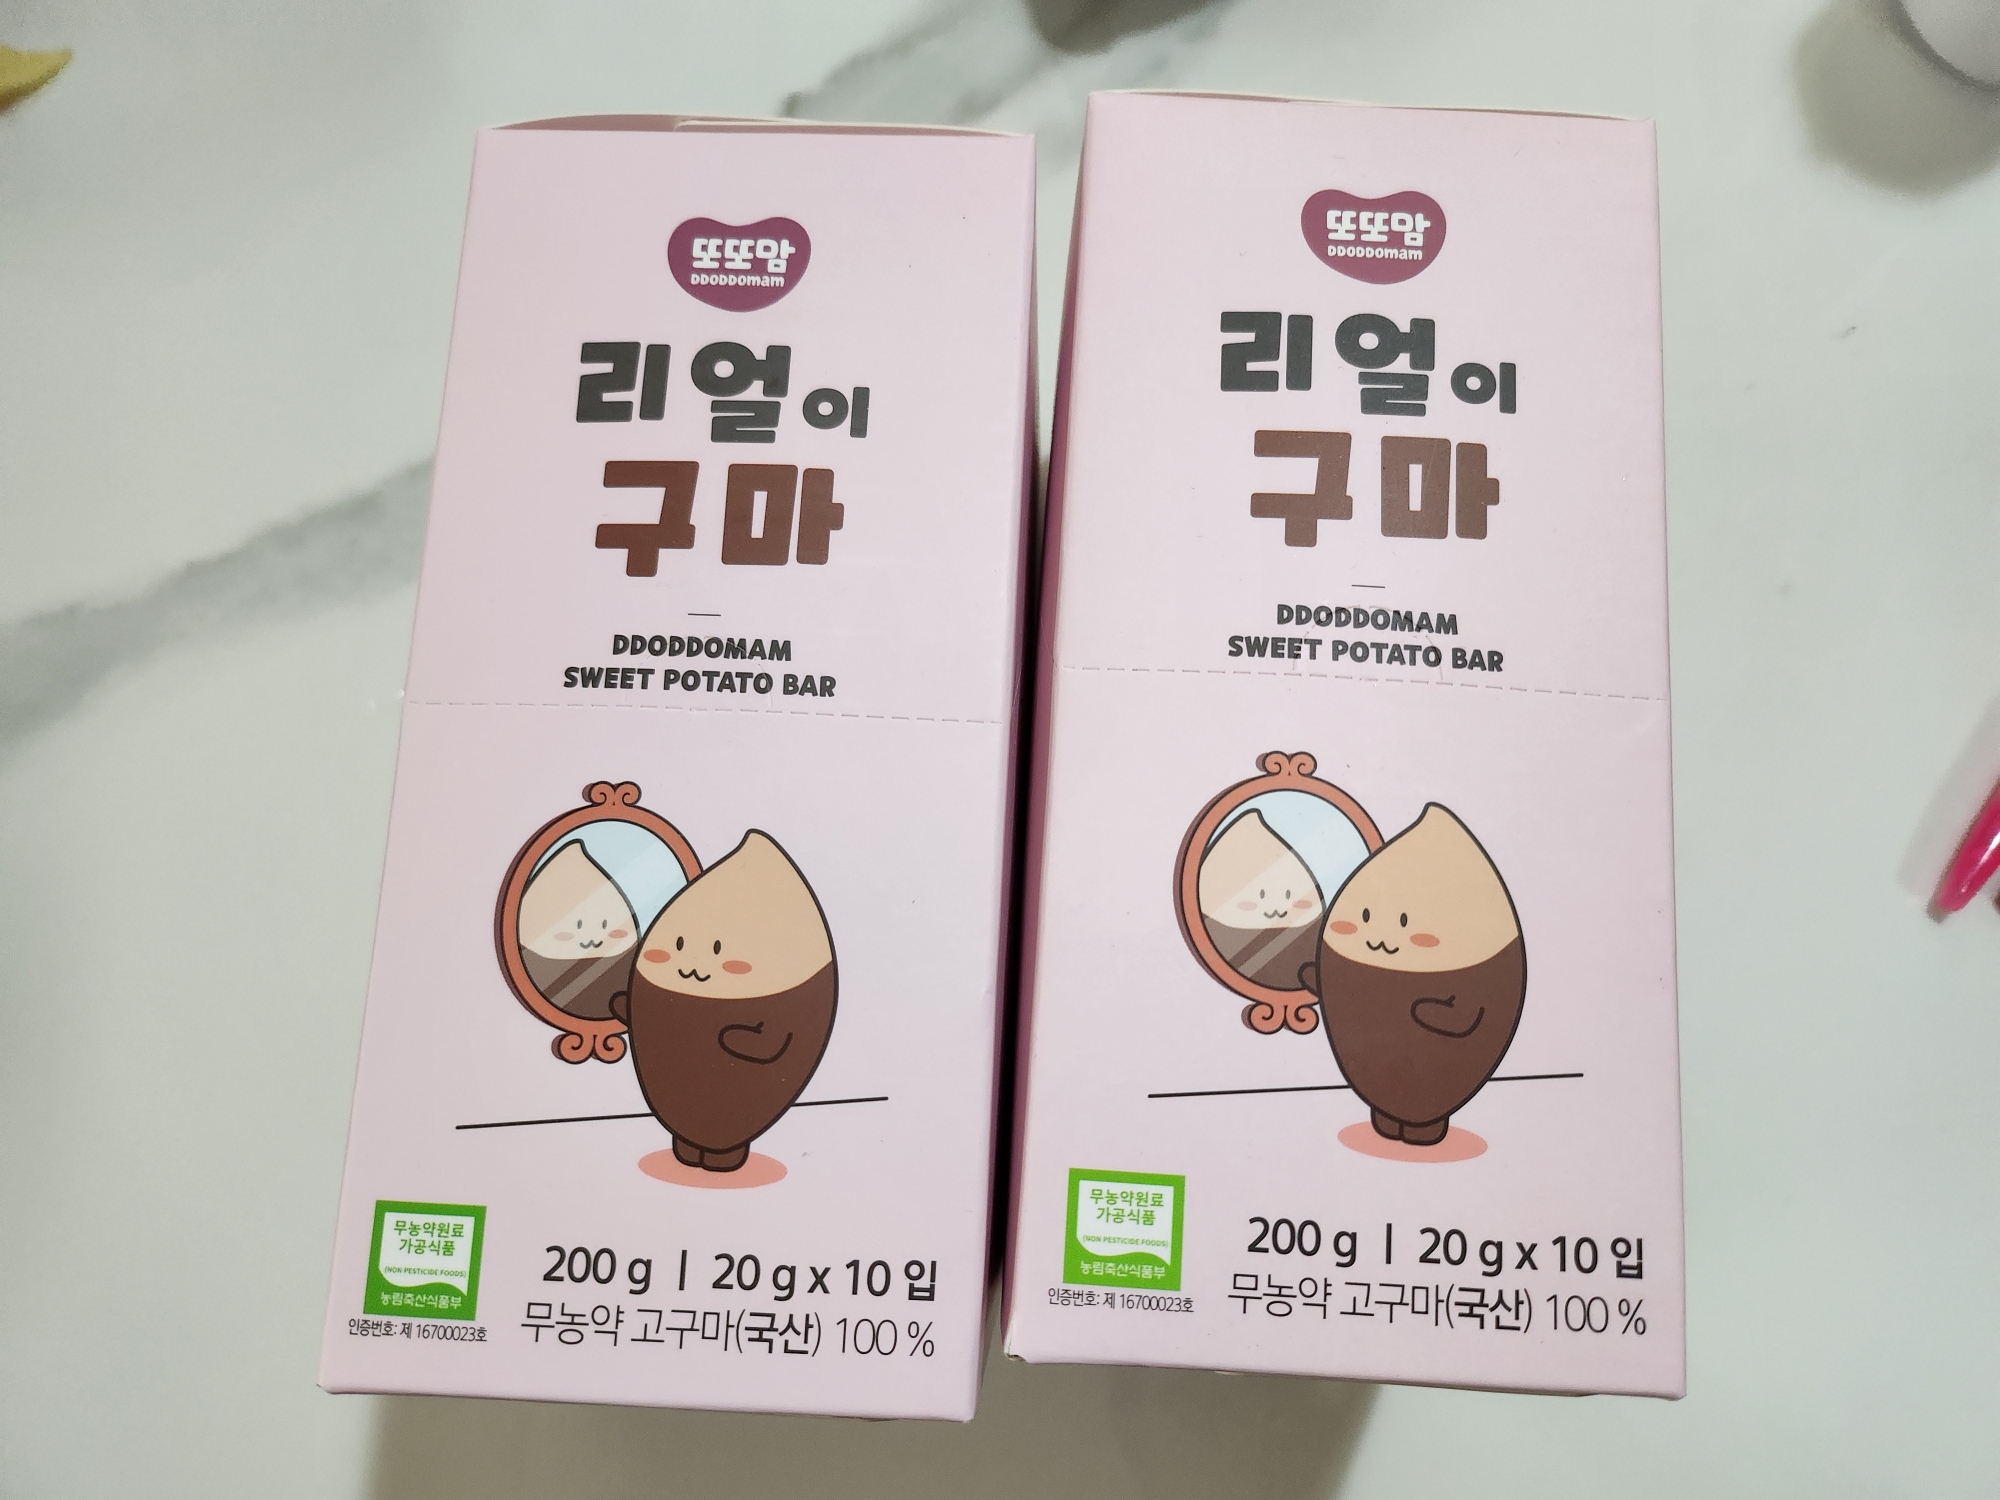 또또맘
DDODDOmam
리얼이
구마
DDODDOMAM
SWEET POTATO BAR
무농약원료
가공식품
(NON PESTICIDE FOODS)
농림축산식품부
인증번호: 제 16700023호
200 g | 20 g x 10 입
무농약 고구마(국산) 100 %
또또맘
DDODDOmam
리얼이
구마
DDODDOMAM
SWEET POTATO BAR
무농약원료
가공식품
(NON PESTICIDE FOODS)
농림축산식품부
인증번호: 제 16700023호
200 g | 20 g x 10 입
무농약 고구마(국산) 100 %